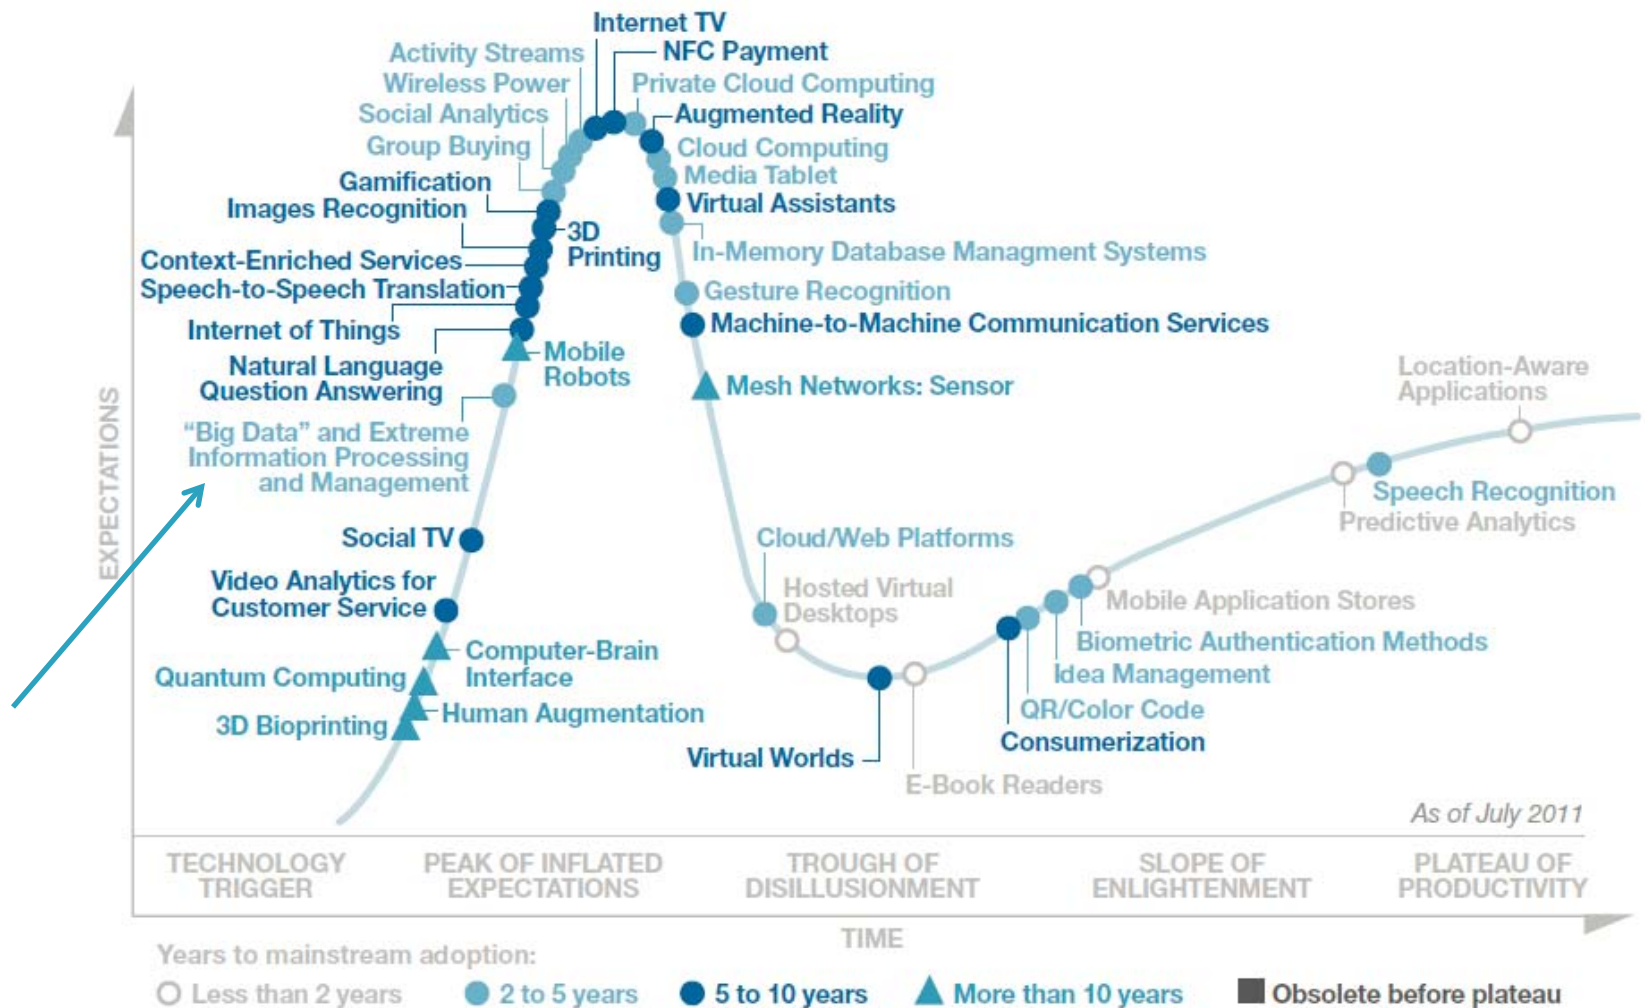 Internet TV
NFC Payment
Activity Streams
Wireless Power
Private Cloud Computing
Social Analytics
Augmented Reality
Group Buying
Cloud Computing
Media Tablet
Gamification
Images Recognition
Virtual Assistants
3D
Printing
In-Memory Database Managment Systems
Context-Enriched Services
Speech-to-Speech Translation
Gesture Recognition
Internet of Things
Machine-to-Machine Communication Services
Natural Language
Question Answering
Mobile
Robots
Mesh Networks: Sensor
Location-Aware
Applications
“Big Data” and Extreme
Information Processing
and Management
EXPECTATIONS
Speech Recognition
Predictive Analytics
Social TV
Cloud/Web Platforms
Video Analytics for
Customer Service
Hosted Virtual
Desktops
Mobile Application Stores
Biometric Authentication Methods
Computer-Brain
Interface
Idea Management
Quantum Computing
QR/Color Code
Human Augmentation
3D Bioprinting
Consumerization
Virtual Worlds
E-Book Readers
As of July 2011
TECHNOLOGY
TRIGGER
PEAK OF INFLATED
EXPECTATIONS
TROUGH OF
DISILLUSIONMENT
SLOPE OF
ENLIGHTENMENT
PLATEAU OF
PRODUCTIVITY
TIME
Years to mainstream adoption:
Less than 2 years
2 to 5 years
5 to 10 years
More than 10 years
Obsolete before plateau